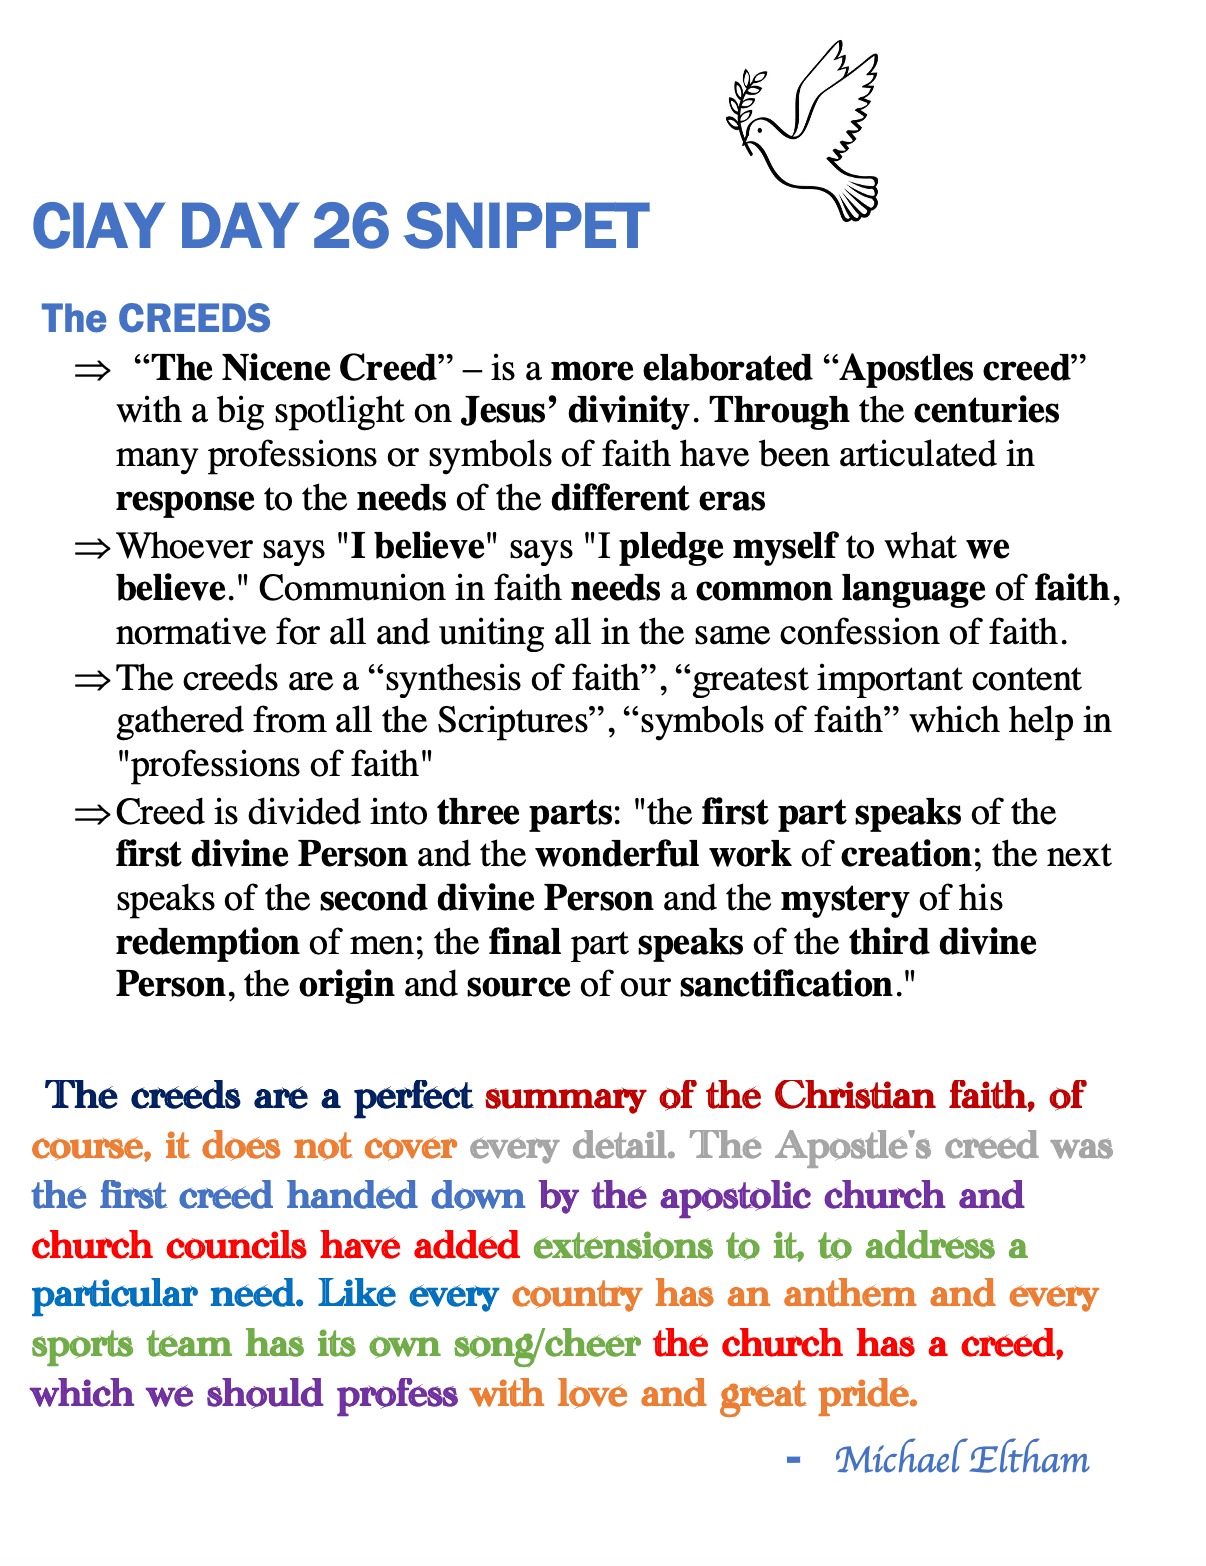 CIAY DAY 26 SNIPPET
The CREEDS
⇒ “The Nicene Creed” – is a more elaborated “Apostles creed”
with a big spotlight on Jesus’ divinity. Through the centuries
many professions or symbols of faith have been articulated in
response to the needs of the different eras
⇒ Whoever says "I believe" says "I pledge myself to what we
believe." Communion in faith needs a common language of faith,
normative for all and uniting all in the same confession of faith.
⇒ The creeds are a “synthesis of faith”, “greatest important content
gathered from all the Scriptures”, “symbols of faith” which help in
"professions of faith"
⇒ Creed is divided into three parts: "the first part speaks of the
first divine Person and the wonderful work of creation; the next
speaks of the second divine Person and the mystery of his
redemption of men; the final part speaks of the third divine
Person, the origin and source of our sanctification."
The creeds are a perfect summary of the Christian faith, of
course, it does not cover every detail. The Apostle's creed was
the first creed handed down by the apostolic church and
church councils have added extensions to it, to address a
particular need. Like every country has an anthem and every
sports team has its own song/cheer the church has a creed,
which we should profess with love and great pride.
- Michael Eltham